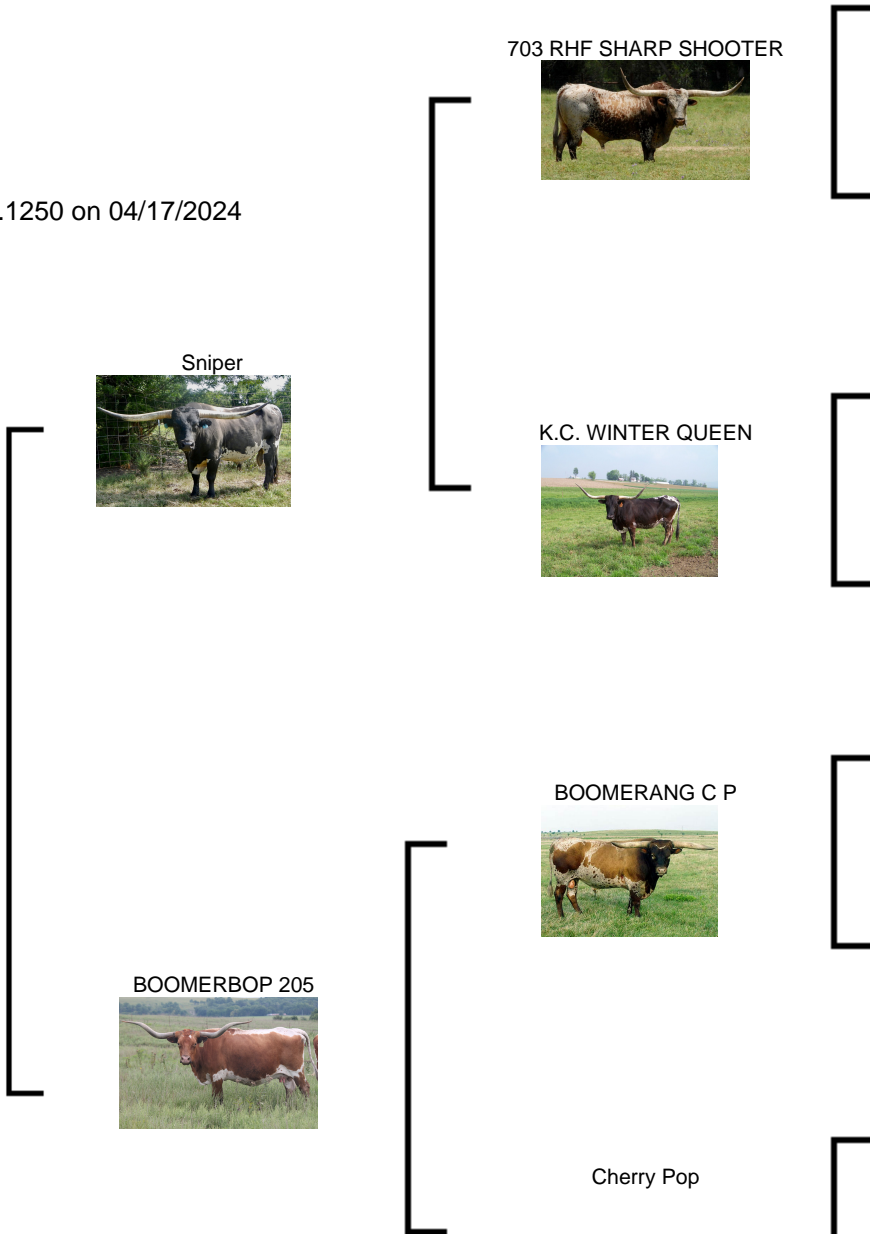 703 RHF SHARP SHOOTER
.1250 on 04/17/2024
Sniper
K.C. WINTER QUEEN
BOOMERANG C P
BOOMERBOP 205
Cherry Pop